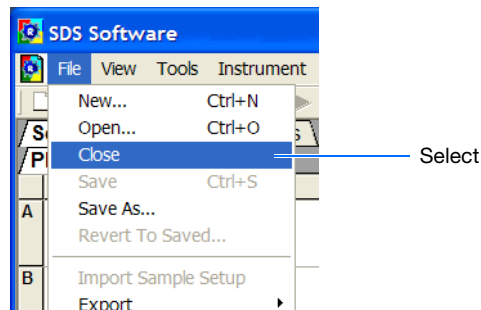 SDS Software
File View Tools Instrument
New... Ctrl+N
Open... Ctrl+O
Close
Select
Save Ctrl+S
Save As...
A
Revert To Saved...
B
Import Sample Setup
Export